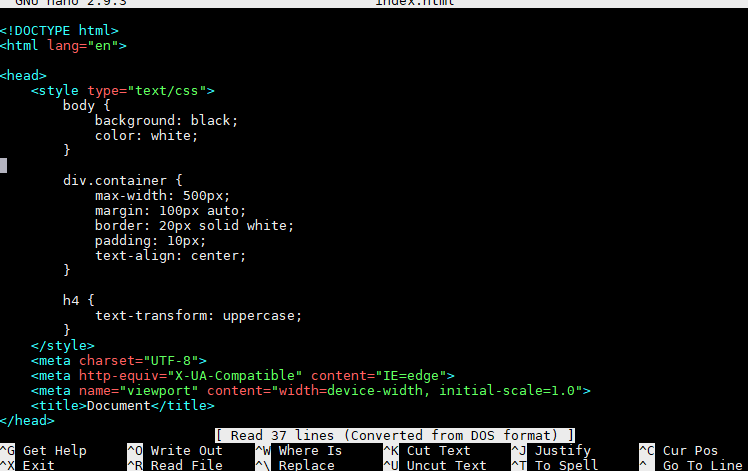 GNU nano 2.9.3 index.html
<!DOCTYPE html>
<html lang="en">
<head>
    <style type="text/css">
        body {
            background: black;
            color: white;
        }
        div.container {
            max-width: 500px;
            margin: 100px auto;
            border: 20px solid white;
            padding: 10px;
            text-align: center;
        }
        h4 {
            text-transform: uppercase;
        }
    </style>
    <meta charset="UTF-8">
    <meta http-equiv="X-UA-Compatible" content="IE=edge">
    <meta name="viewport" content="width=device-width, initial-scale=1.0">
    <title>Document</title>
</head>
[ Read 37 lines (Converted from DOS format) ]
^G Get Help ^O Write Out ^W Where Is ^K Cut Text ^J Justify ^C Cur Pos
^X Exit ^R Read File ^\ Replace ^U Uncut Text ^T To Spell ^_ Go To Line